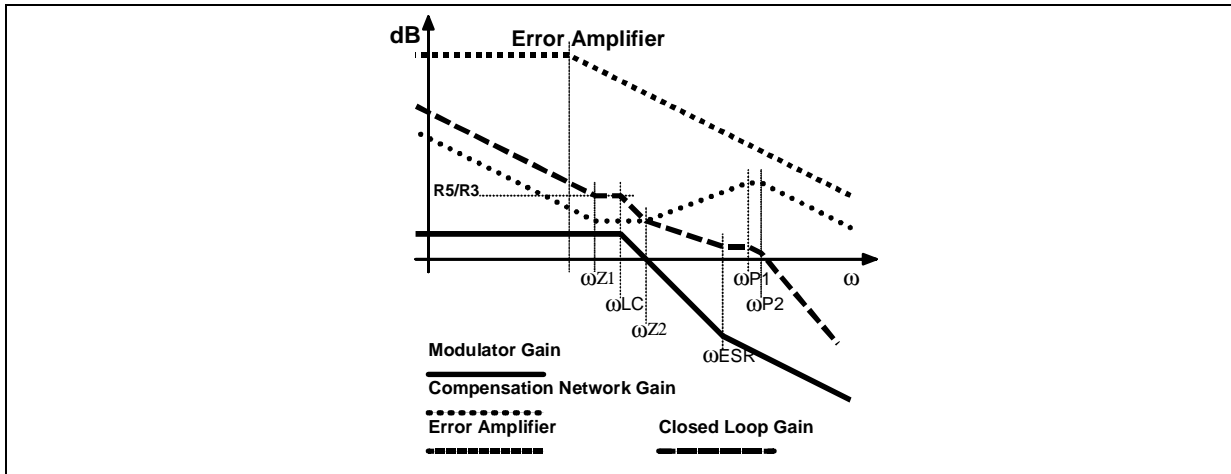 dB
Error Amplifier
R5/R3
ωZ1
ωP1
ω
ωLC
ωP2
ωZ2
ωESR
Modulator Gain
Compensation Network Gain
Error Amplifier
Closed Loop Gain